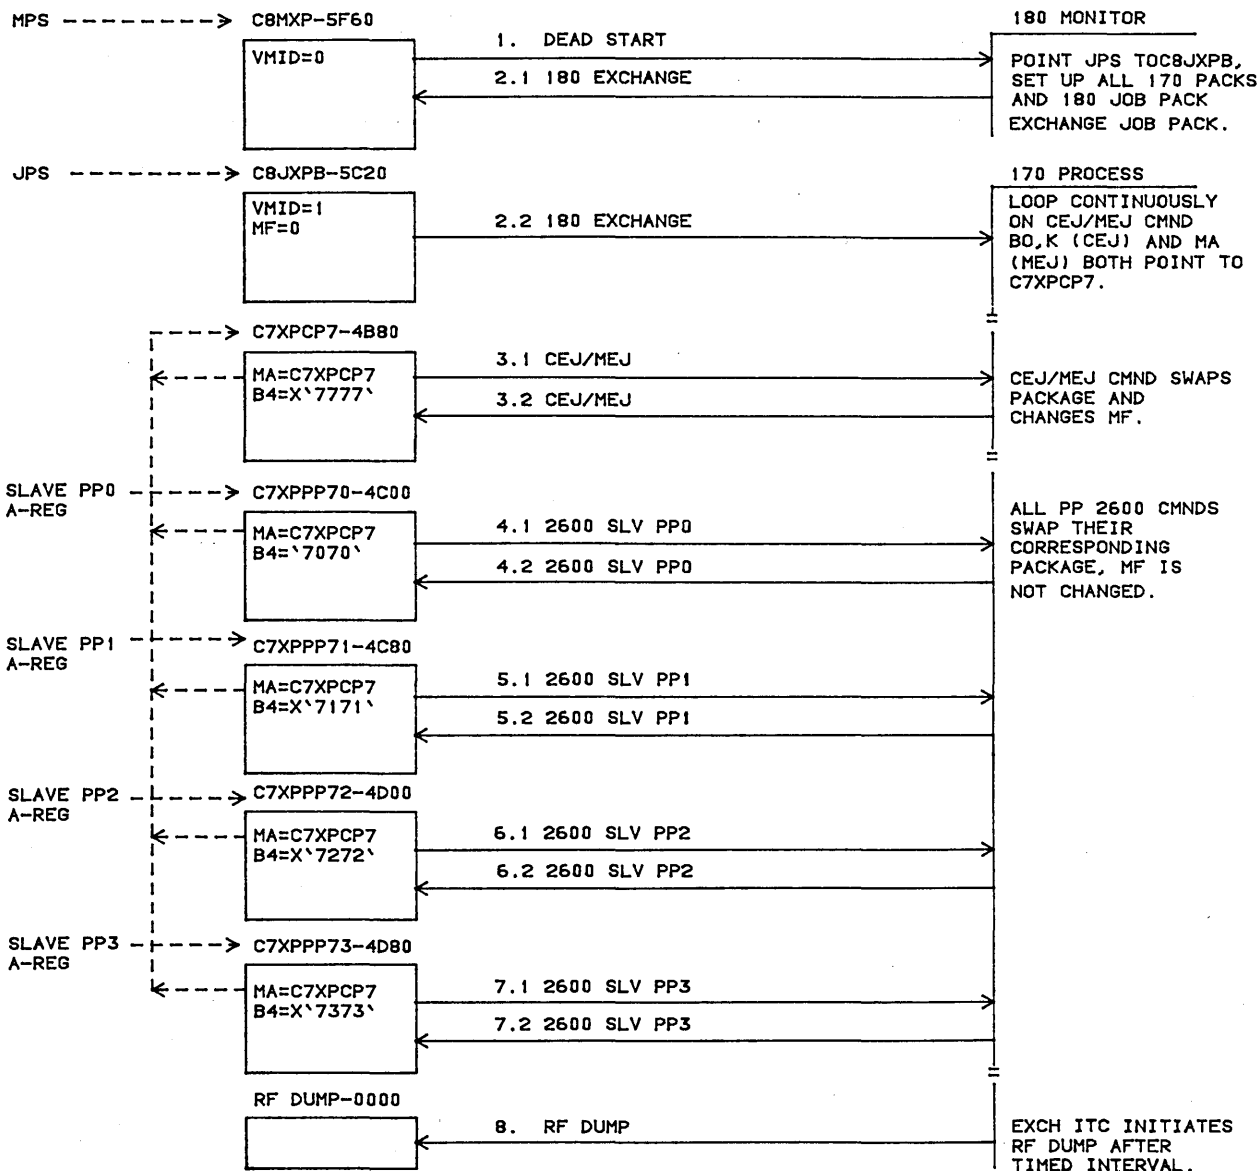 MPS C8MXP-5F60 180 MONITOR
1. DEAD START
VMID=0
POINT JPS TOC8JXPB,
SET UP ALL 170 PACKS
AND 180 JOB PACK
EXCHANGE JOB PACK.
2.1 180 EXCHANGE
JPS C8JXPB-5C20 170 PROCESS
VMID=1
MF=0
2.2 180 EXCHANGE
LOOP CONTINUOUSLY
ON CEJ/MEJ CMND
BO,K (CEJ) AND MA
(MEJ) BOTH POINT TO
C7XPCP7.
C7XPCP7-4B80
MA=C7XPCP7
B4=X`7777`
3.1 CEJ/MEJ
3.2 CEJ/MEJ
CEJ/MEJ CMND SWAPS
PACKAGE AND
CHANGES MF.
SLAVE PP0
A-REG
C7XPPP70-4C00
MA=C7XPCP7
B4=`7070`
4.1 2600 SLV PP0
4.2 2600 SLV PP0
ALL PP 2600 CMNDS
SWAP THEIR
CORRESPONDING
PACKAGE, MF IS
NOT CHANGED.
SLAVE PP1
A-REG
C7XPPP71-4C80
MA=C7XPCP7
B4=X`7171`
5.1 2600 SLV PP1
5.2 2600 SLV PP1
SLAVE PP2
A-REG
C7XPPP72-4D00
MA=C7XPCP7
B4=X`7272`
6.1 2600 SLV PP2
6.2 2600 SLV PP2
SLAVE PP3
A-REG
C7XPPP73-4D80
MA=C7XPCP7
B4=X`7373`
7.1 2600 SLV PP3
7.2 2600 SLV PP3
RF DUMP-0000
8. RF DUMP
EXCH ITC INITIATES
RF DUMP AFTER
TIMED INTERVAL.